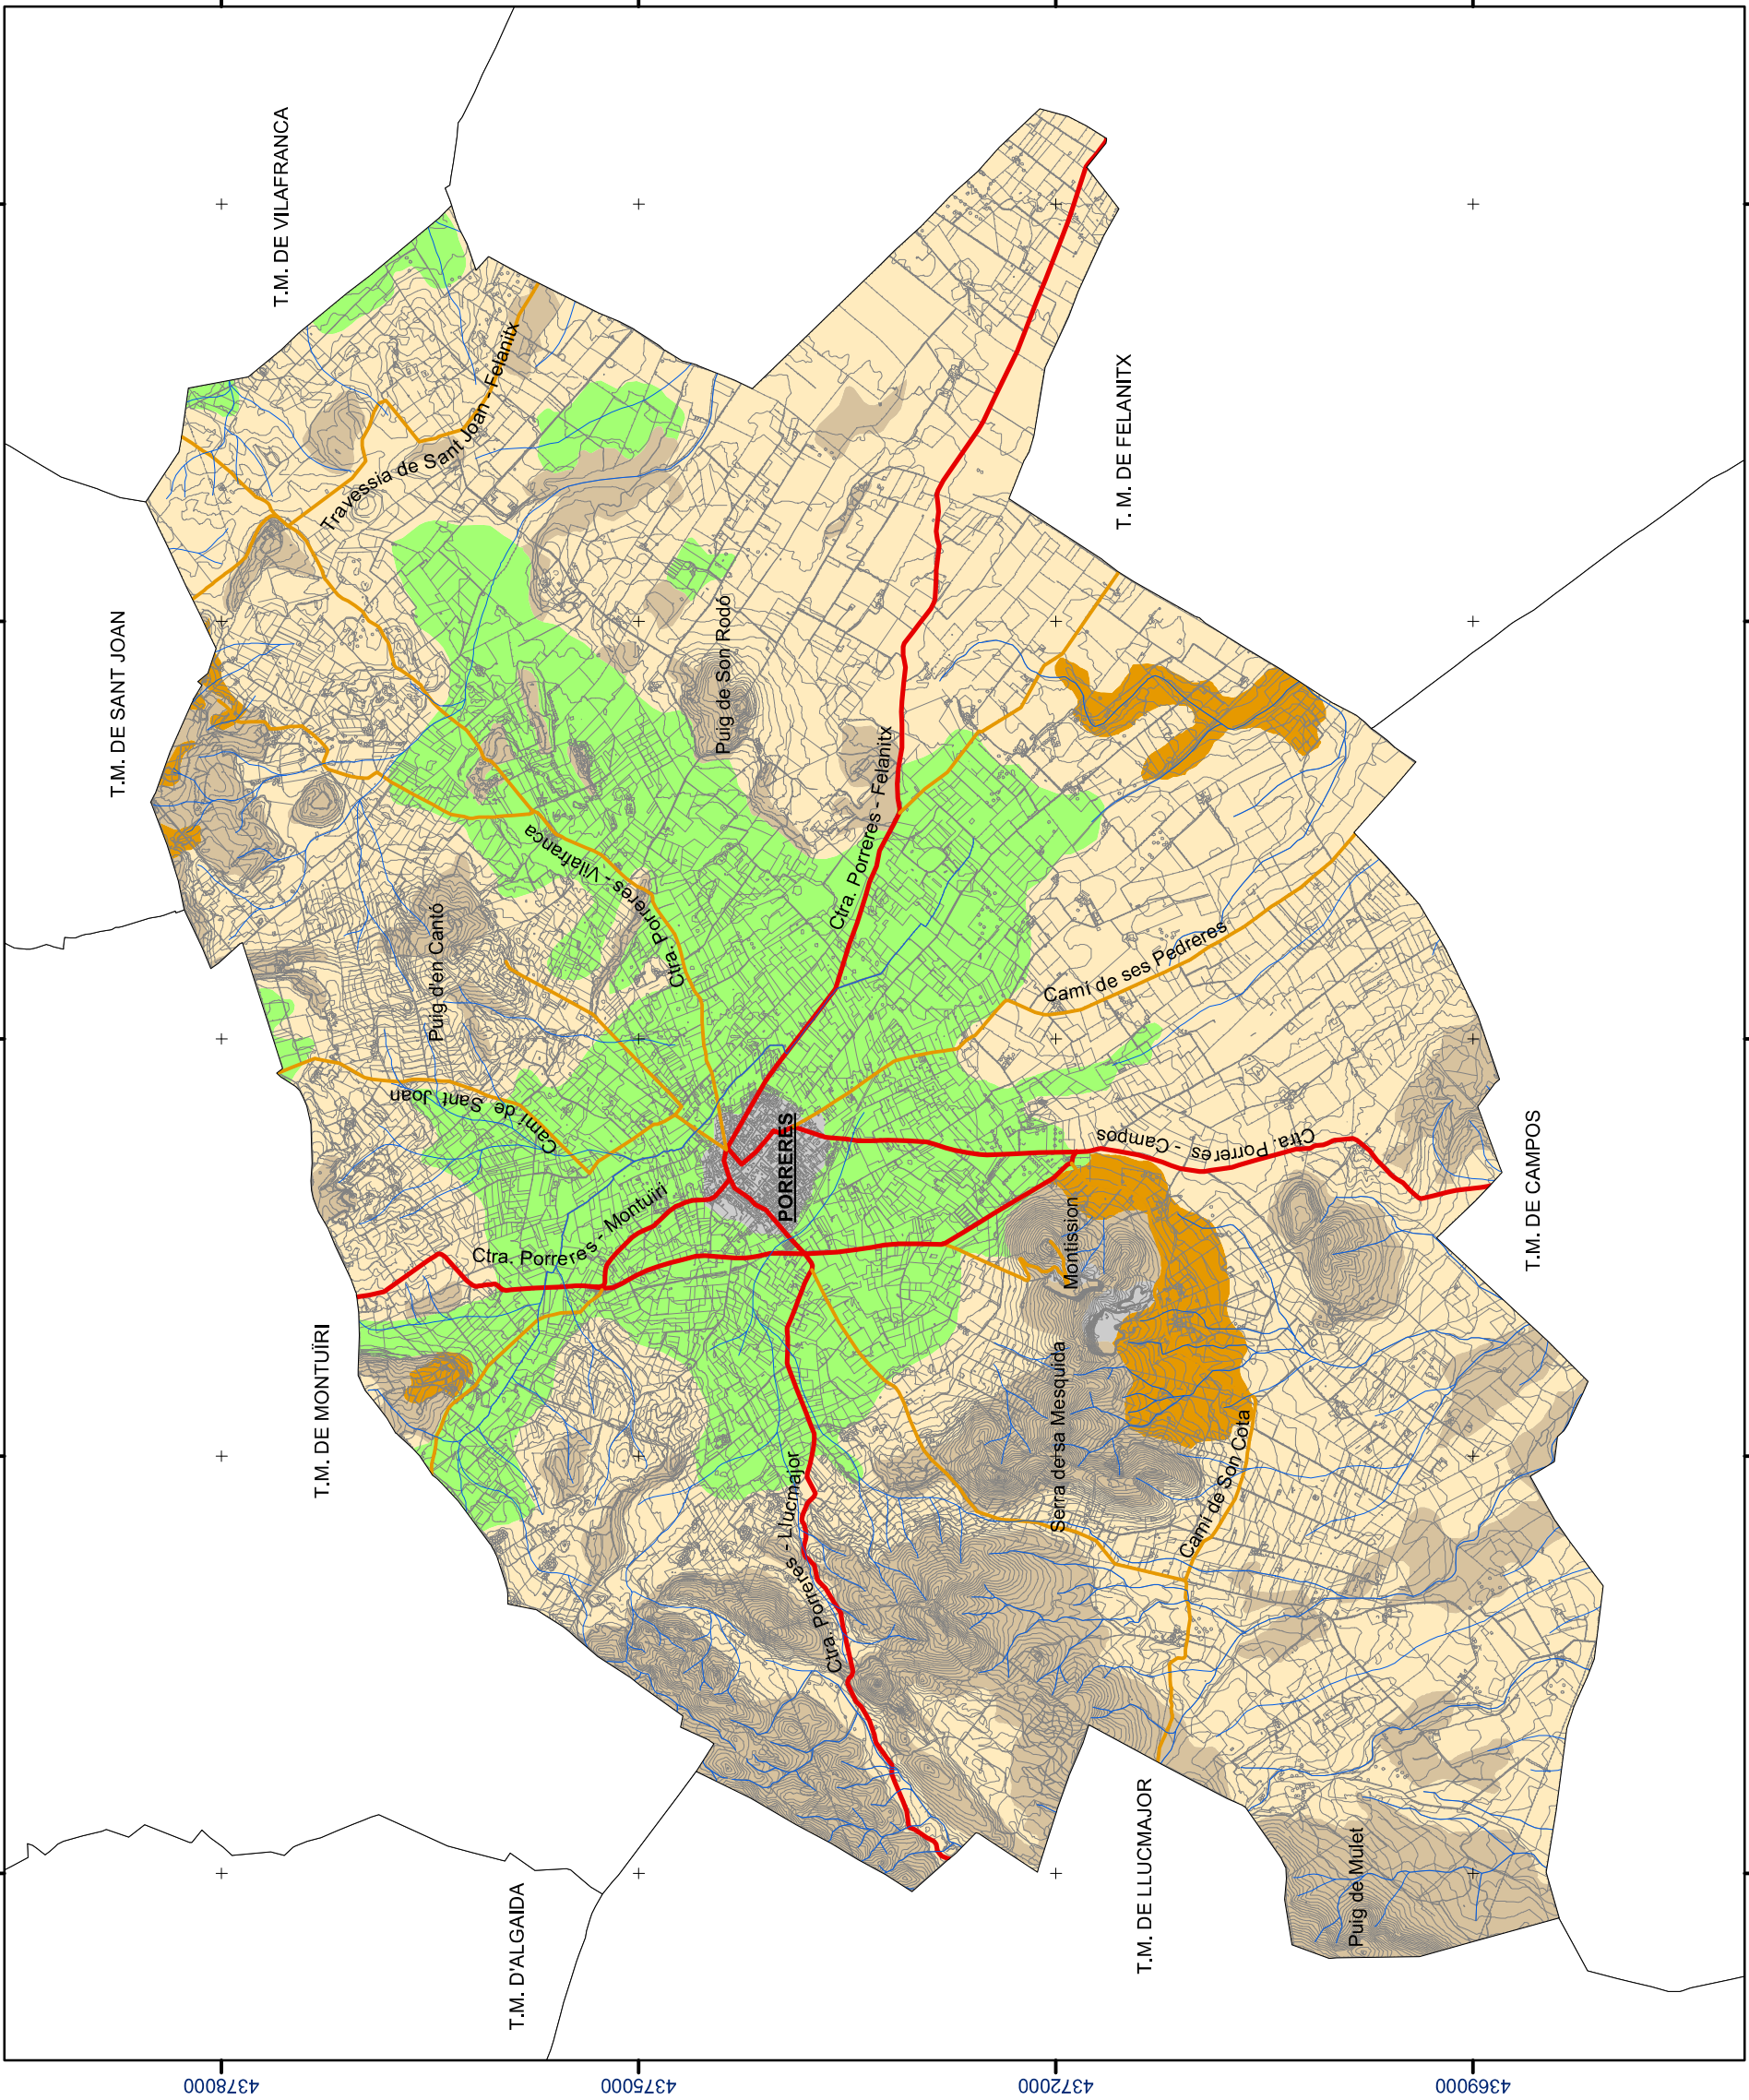 T.M. DE SANT JOAN
T.M. DE VILAFRANCA
T.M. DE MONTUÏRI
T.M. D'ALGAIDA
T.M. DE LLUCMAJOR
T.M. DE CAMPOS
T. M. DE FELANITX
Travessia de Sant Joan - Felanitx
Puig de Son Rodó
Puig d'en Cantó
Ctra. Porreres - Vilafranca
Ctra. Porreres - Felanitx
Camí de Sant Joan
Camí de ses Pedreres
PORRERES
Ctra. Porreres - Montuïri
Ctra. Porreres - Campos
Montission
Serra de sa Mesquida
Camí de Son Cota
Ctra. Porreres - Llucmajor
Puig de Mulet
4378000
4375000
4372000
4369000